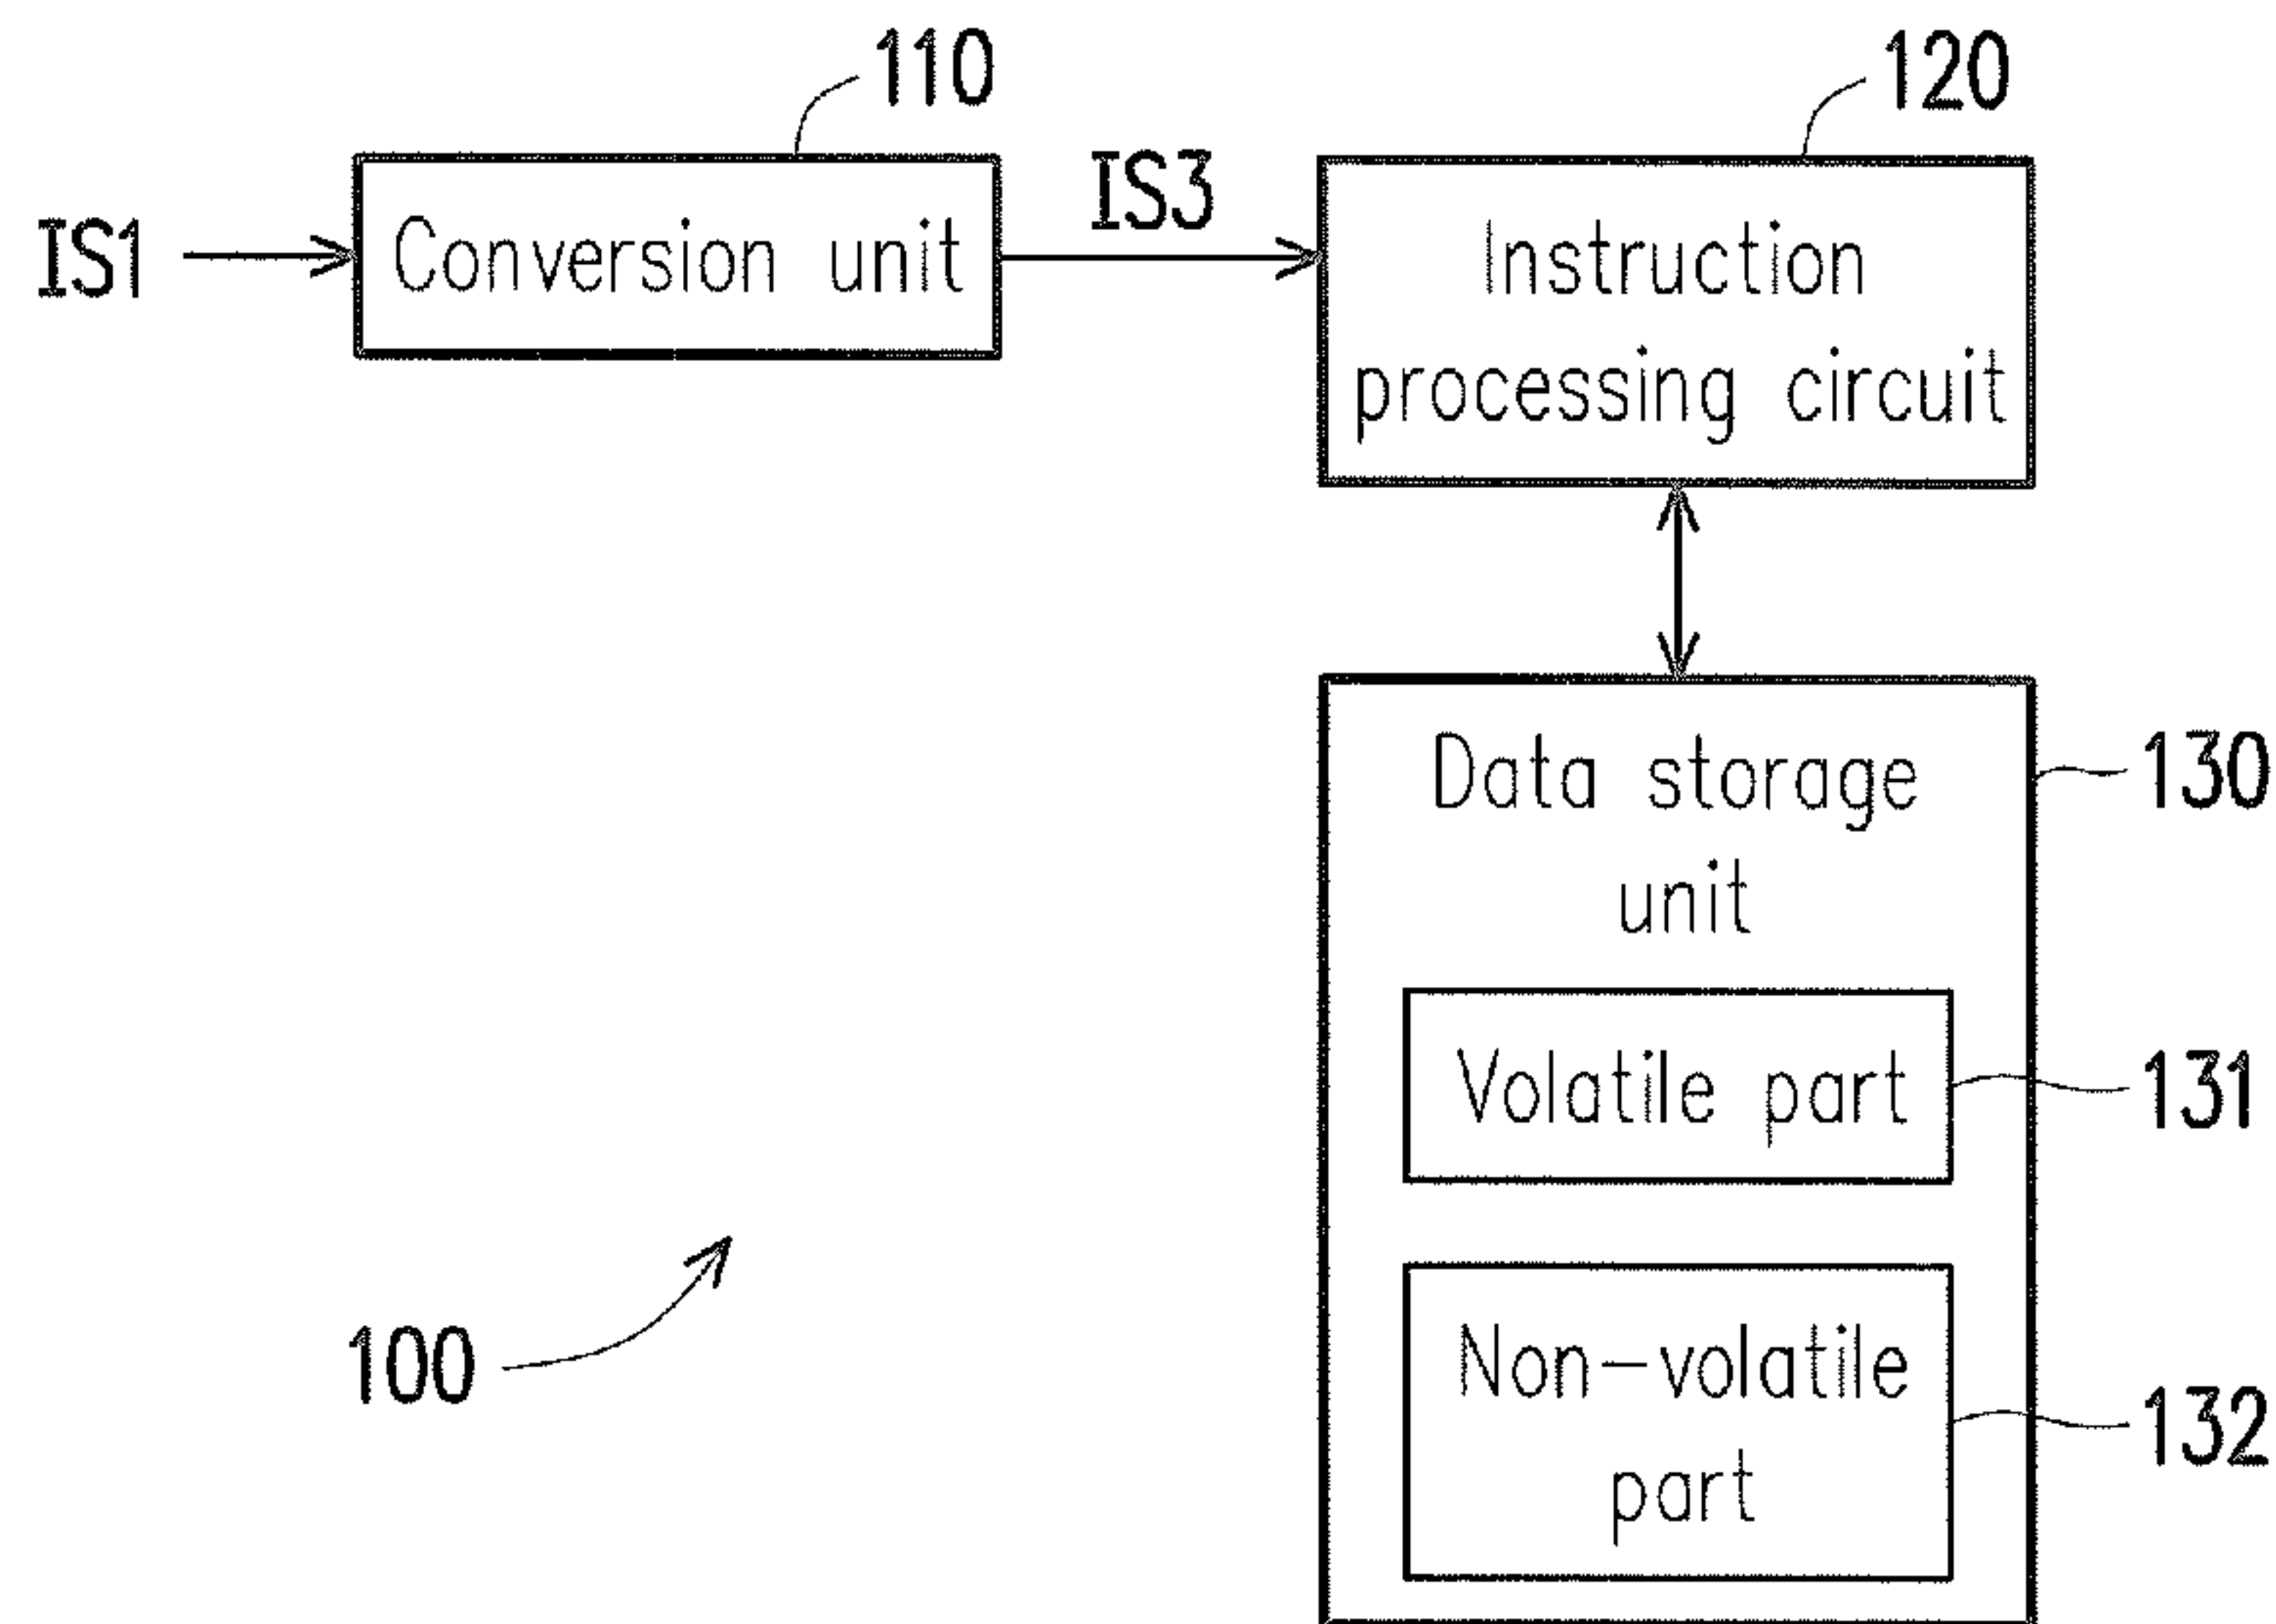 110
120
IS1
Conversion unit
IS3
Instruction
processing circuit
Data storage
unit
130
Volatile part
131
100
Non-volatile
part
132